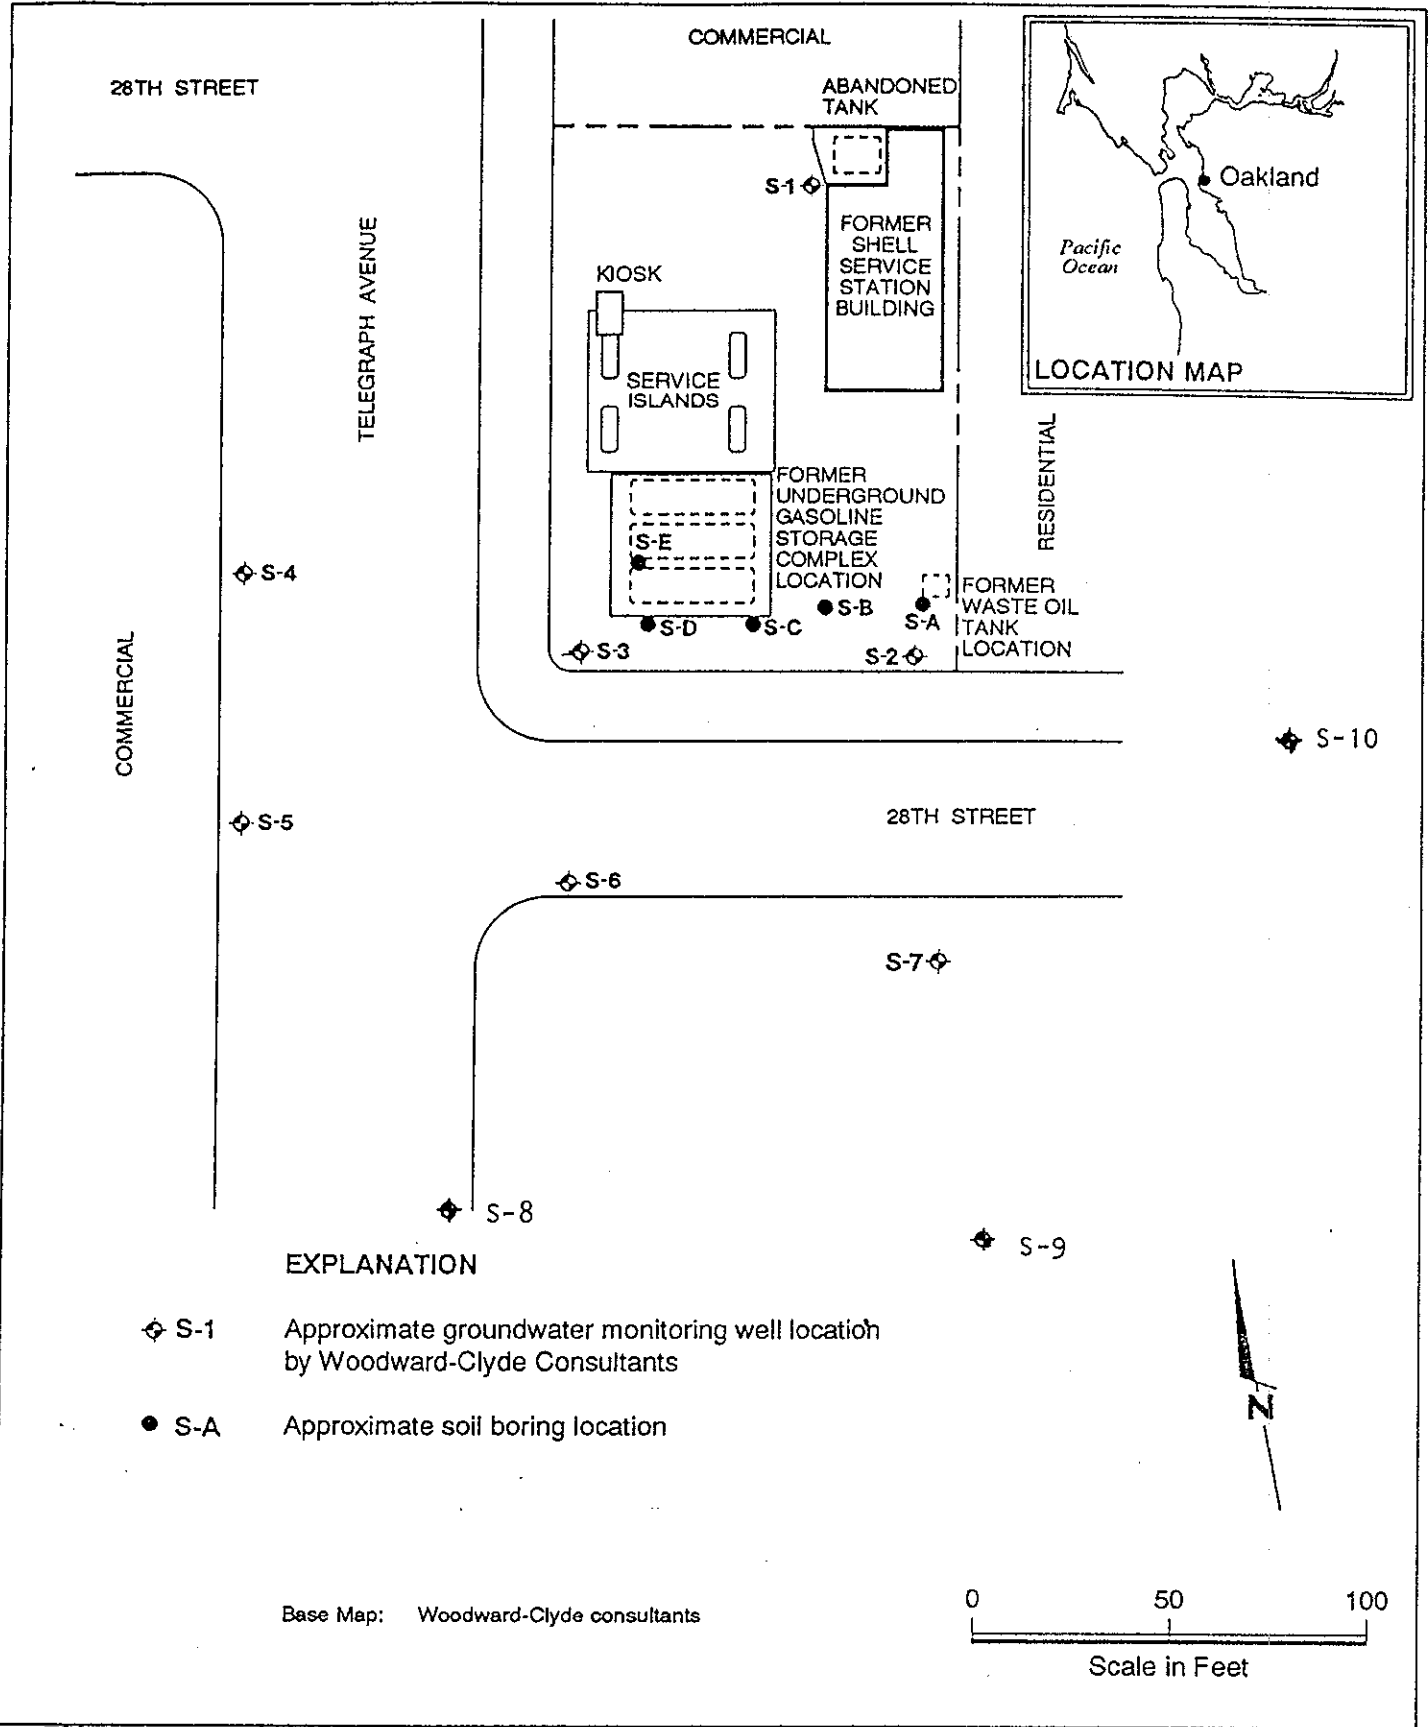 COMMERCIAL
28TH STREET
ABANDONED
TANK
S-1
FORMER
SHELL
SERVICE
STATION
BUILDING
Oakland
Pacific
Ocean
LOCATION MAP
TELEGRAPH AVENUE
KIOSK
SERVICE
ISLANDS
RESIDENTIAL
FORMER
UNDERGROUND
GASOLINE
STORAGE
COMPLEX
LOCATION
S-E
S-4
S-B
S-A
FORMER
WASTE OIL
TANK
LOCATION
S-D
S-C
S-3
S-2
COMMERCIAL
S-10
S-5
28TH STREET
S-6
S-7
S-8
S-9
EXPLANATION
S-1 Approximate groundwater monitoring well location
by Woodward-Clyde Consultants
S-A Approximate soil boring location
N
Base Map: Woodward-Clyde consultants
0 50 100
Scale in Feet